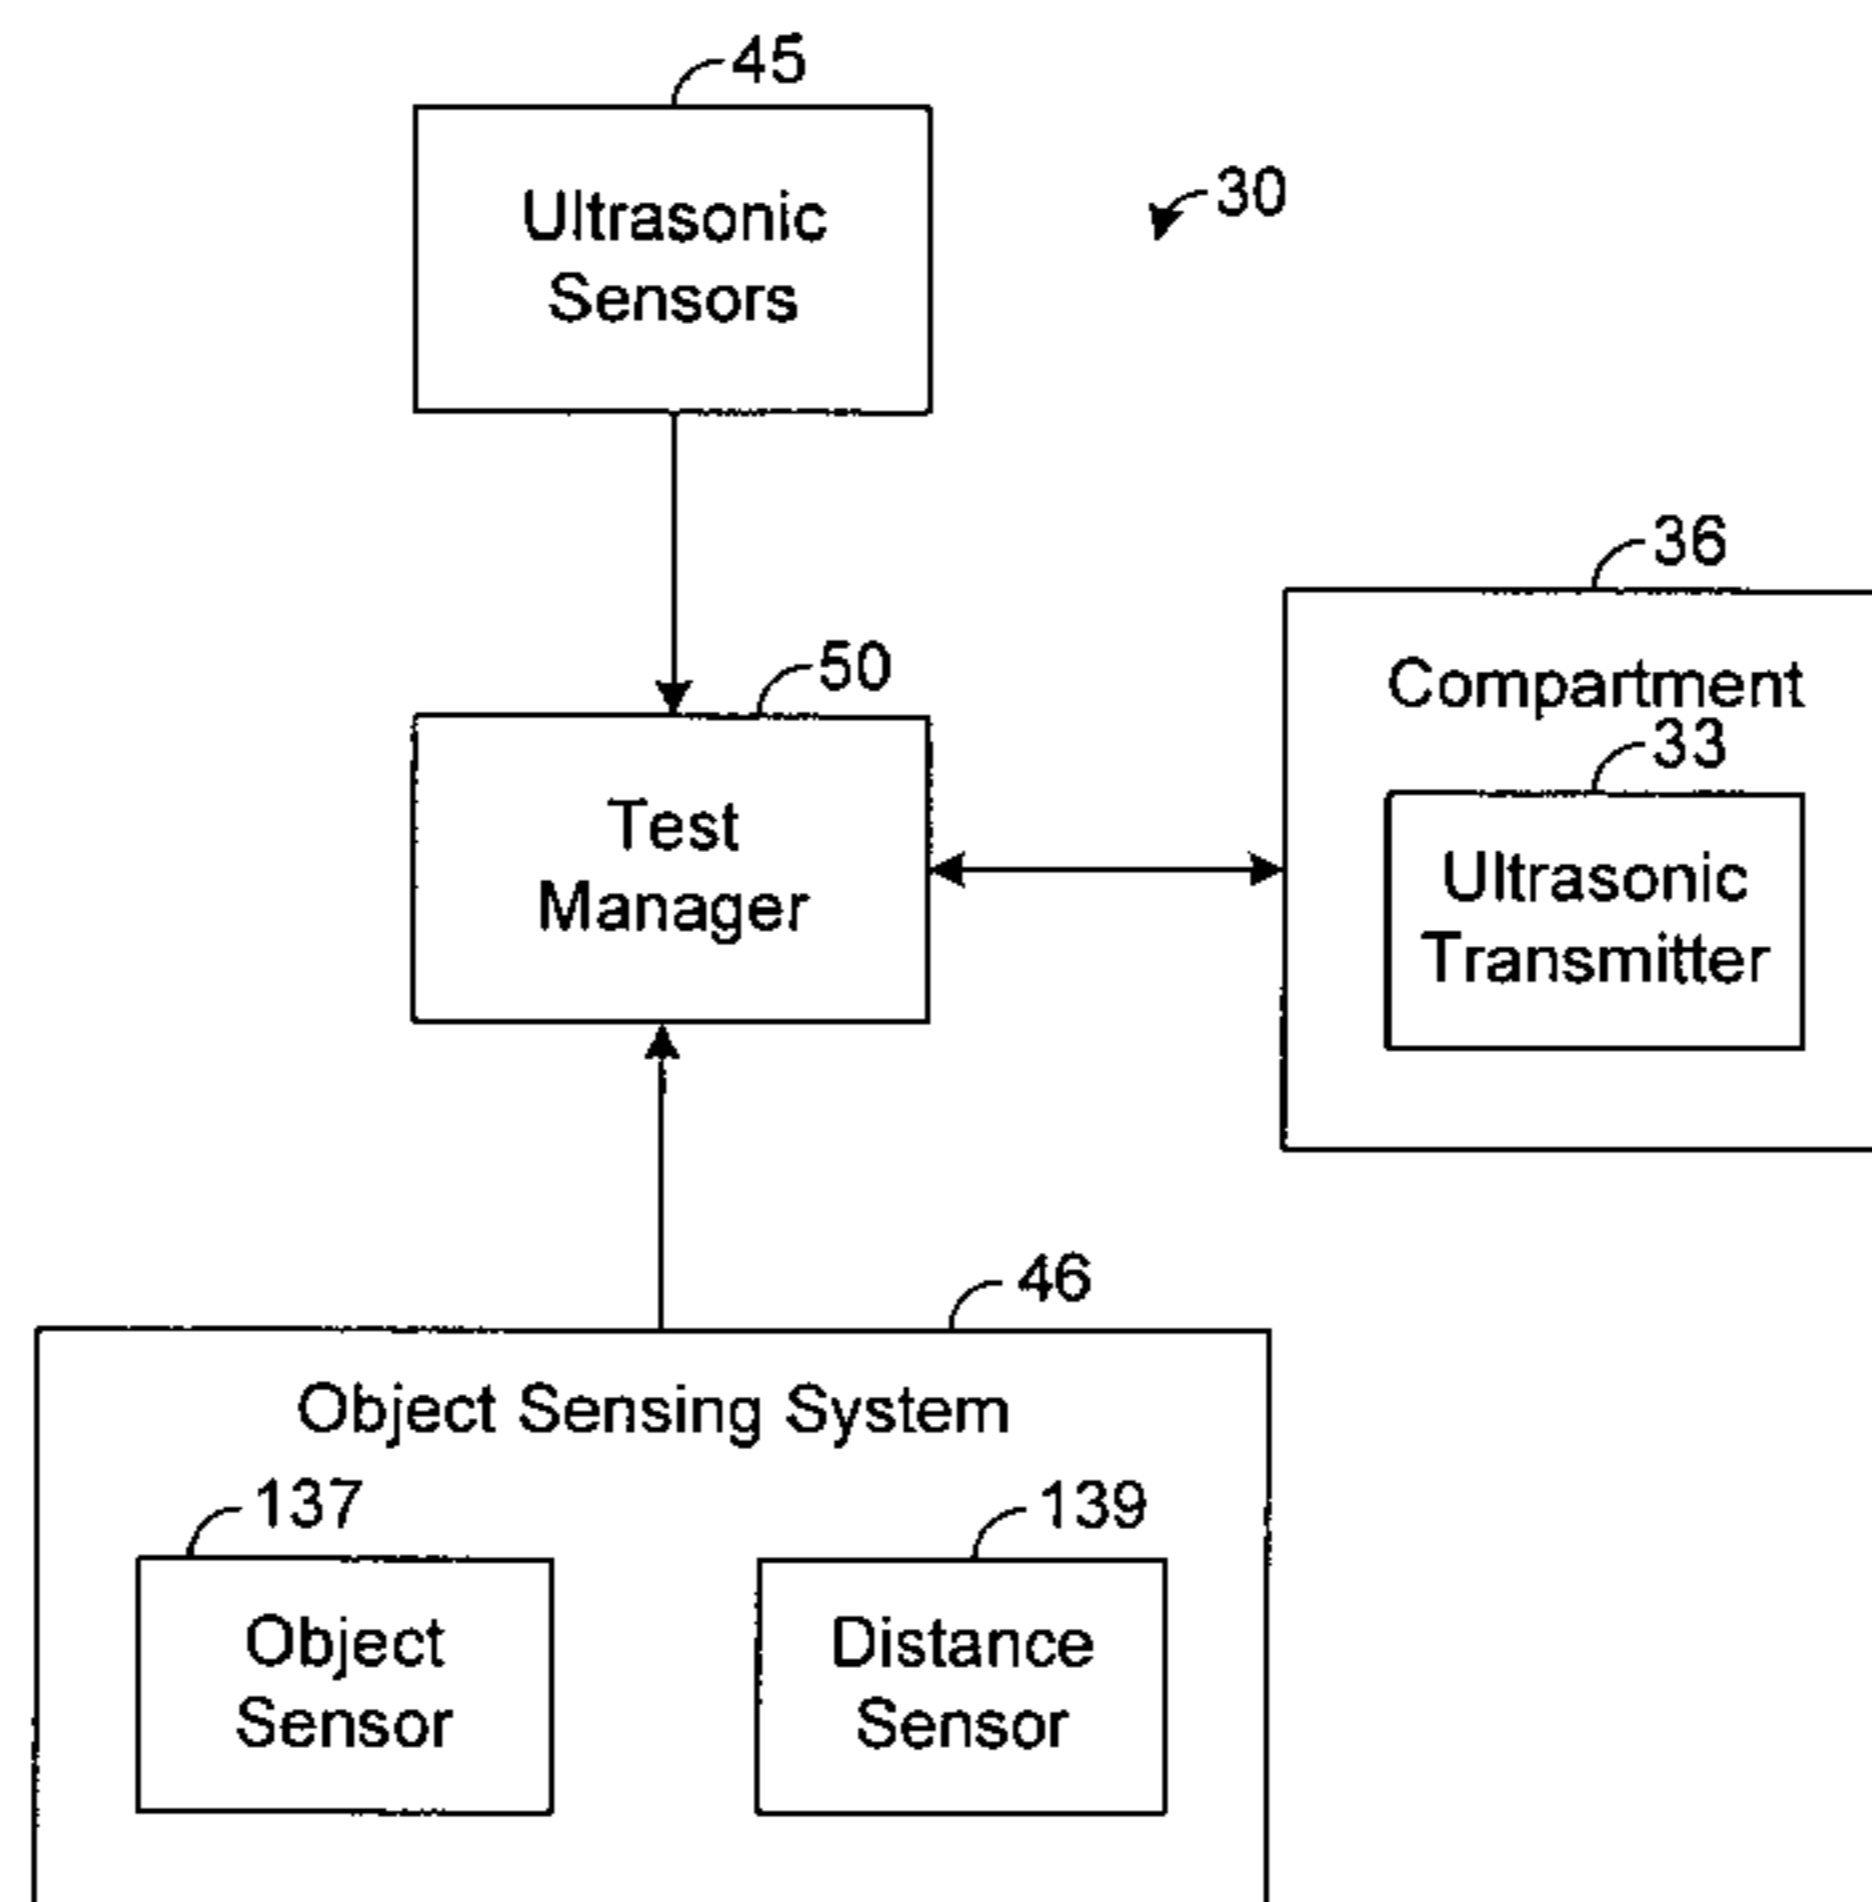 45
Ultrasonic
Sensors
30
36
Compartment
33
Ultrasonic
Transmitter
50
Test
Manager
46
Object Sensing System
137
Object
Sensor
139
Distance
Sensor